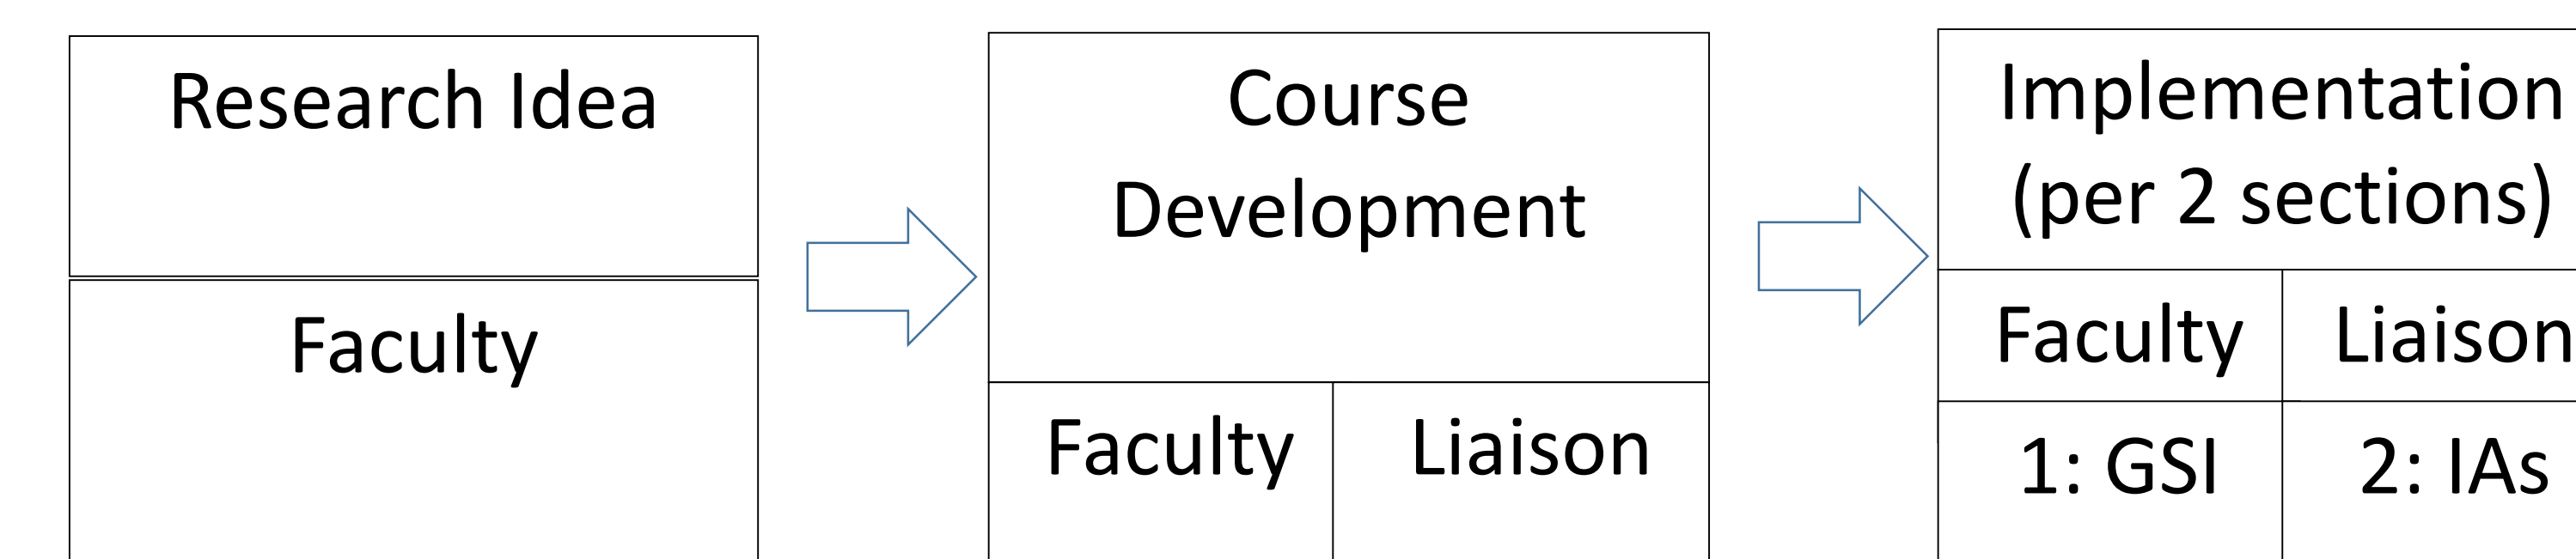 Research Idea
Faculty
Course
Development
Faculty
Liaison
Implementation
(per 2 sections)
Faculty
Liaison
1: GSI
2: IAs